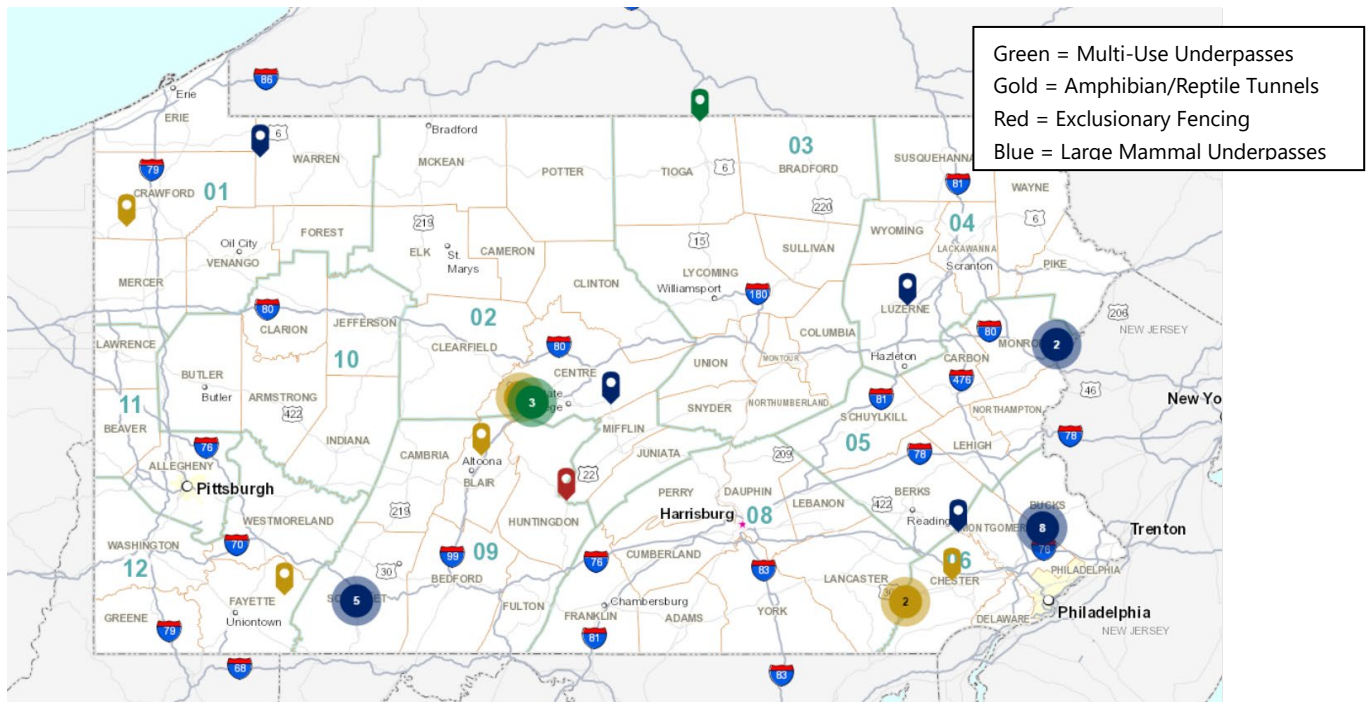 Green = Multi-Use Underpasses
Gold = Amphibian/Reptile Tunnels
Red = Exclusionary Fencing
Blue = Large Mammal Underpasses
86
Erie
ERIE
6
Bradford
03
WARREN
MCKEAN
POTTER
TIOGA
6
BRADFORD
SUSQUEHANNA
79
CRAWFORD
01
81
WAYNE
219
220
04
6
FOREST
WYOMING
Oil City
VENANGO
ELK
St.
Marys
CAMERON
15
SULLIVAN
LACKAWANNA
Scranton
PIKE
MERCER
CLINTON
LYCOMING
Williamsport
180
80
LUZERNE
206
02
CLARION
JEFFERSON
NEW JERSEY
LAWRENCE
CLEARFIELD
80
COLUMBIA
80
2
10
CENTRE
UNION
MONTOUR
Hazleton
CARBON
BUTLER
Butler
476
46
ARMSTRONG
3
SNYDER
NORTHUMBERLAND
81
SCHUYLKILL
NORTHAMPTON
New Yo
11
422
BEAVER
MIFFLIN
05
78
INDIANA
76
CAMBRIA
LEHIGH
ALLEGHENY
Altoona
BLAIR
JUNIATA
209
78
22
Pittsburgh
PERRY
DAUPHIN
LEBANON
BERKS
219
422
BUCKS
WESTMORELAND
HUNTINGDON
Harrisburg
08
Reading
8
Trenton
WASHINGTON
70
CUMBERLAND
09
99
76
12
30
30
BEDFORD
83
LANCASTER
CHESTER
PHILADELPHIA
FAYETTE
5
2
GREENE
Uniontown
FULTON
FRANKLIN
Chambersburg
ADAMS
YORK
DELAWARE
Philadelphia
79
81
NEW JERSEY
68
83